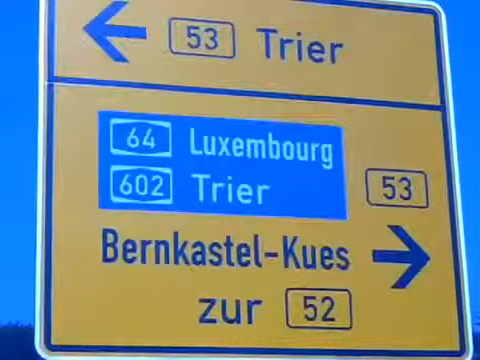 53 Trier
64 Luxembourg
602 Trier
53
Bernkastel-Kues
zur 52